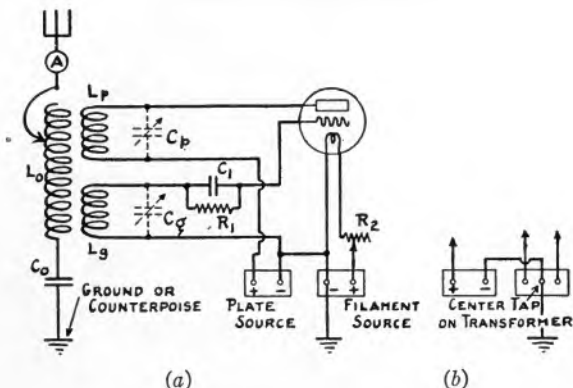 A
Lp
Cp
Lo
C1
R1
Cg
Lg
R2
Co
GROUND OR
COUNTERPOISE
+ -
PLATE
SOURCE
- +
FILAMENT
SOURCE
+ -
CENTER TAP
ON TRANSFORMER
(a)
(b)